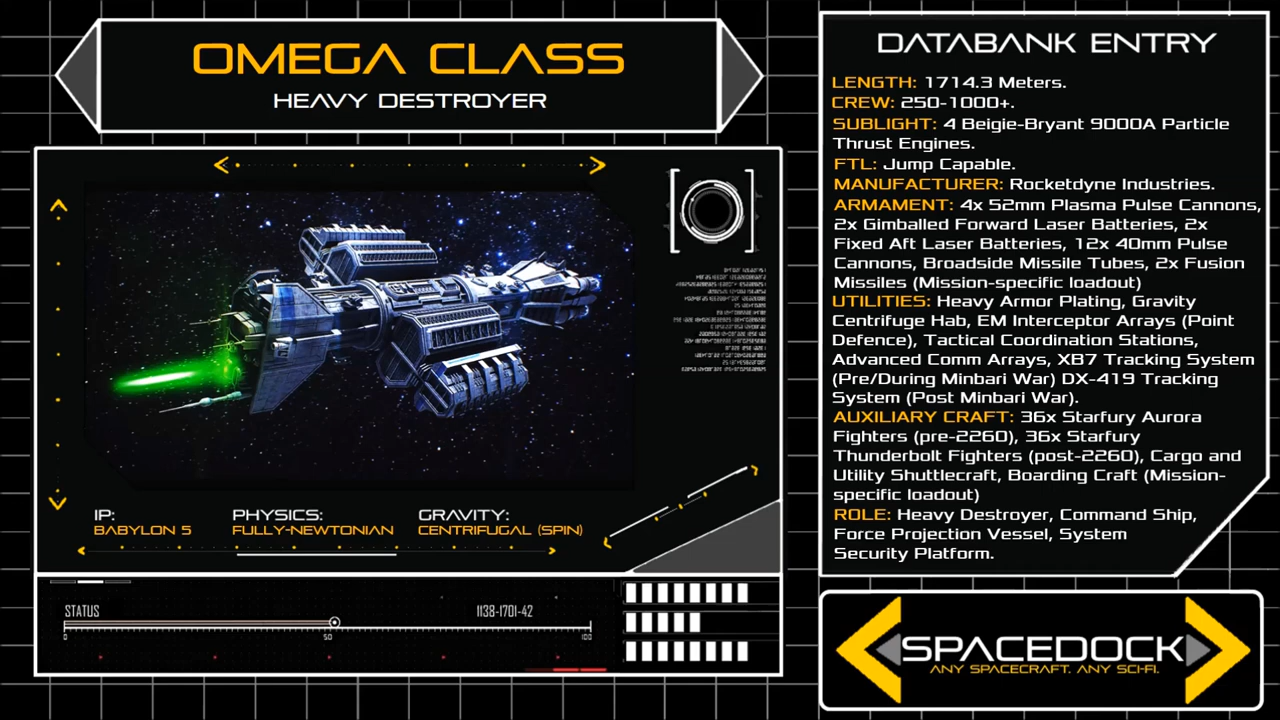 OMEGA CLASS
HEAVY DESTROYER
IP:
BABYLON 5
PHYSICS:
FULLY-NEWTONIAN
GRAVITY:
CENTRIFUGAL (SPIN)
STATUS
1138-1701-42
0
50
100
DATABANK ENTRY
LENGTH: 1714.3 Meters.
CREW: 250-1000+.
SUBLIGHT: 4 Beigie-Bryant 9000A Particle
Thrust Engines.
FTL: Jump Capable.
MANUFACTURER: Rocketdyne Industries.
ARMAMENT: 4x 52mm Plasma Pulse Cannons,
2x Gimballed Forward Laser Batteries, 2x
Fixed Aft Laser Batteries, 12x 40mm Pulse
Cannons, Broadside Missile Tubes, 2x Fusion
Missiles (Mission-specific loadout)
UTILITIES: Heavy Armor Plating, Gravity
Centrifuge Hab, EM Interceptor Arrays (Point
Defence), Tactical Coordination Stations,
Advanced Comm Arrays, XB7 Tracking System
(Pre/During Minbari War) DX-419 Tracking
System (Post Minbari War).
AUXILIARY CRAFT: 36x Starfury Aurora
Fighters (pre-2260), 36x Starfury
Thunderbolt Fighters (post-2260), Cargo and
Utility Shuttlecraft, Boarding Craft (Mission-
specific loadout)
ROLE: Heavy Destroyer, Command Ship,
Force Projection Vessel, System
Security Platform.
SPACEDOCK
ANY SPACECRAFT. ANY SCI-FI.